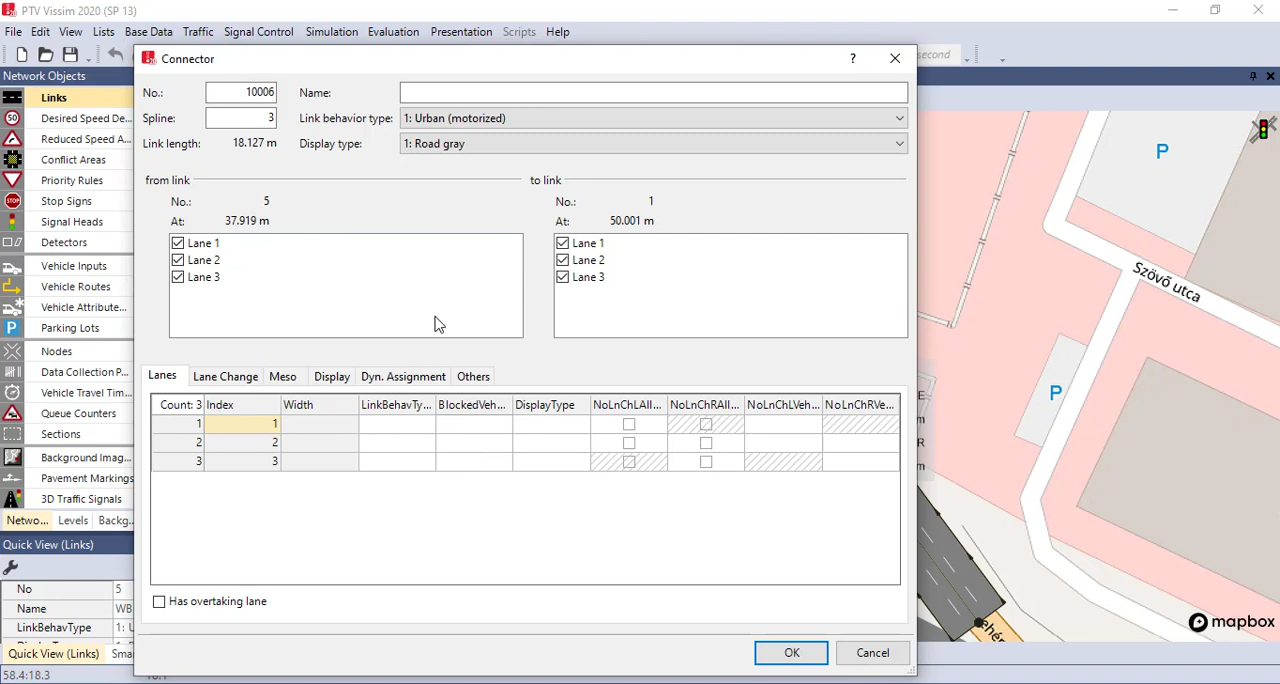 PTV Vissim 2020 (SP 13)
File Edit View Lists Base Data Traffic Signal Control Simulation Evaluation Presentation Scripts Help
Network Objects
Links
Desired Speed De...
Reduced Speed A...
Conflict Areas
Priority Rules
Stop Signs
Signal Heads
Detectors
Vehicle Inputs
Vehicle Routes
Vehicle Attribute...
Parking Lots
Nodes
Data Collection P...
Vehicle Travel Tim...
Queue Counters
Sections
Background Imag...
Pavement Markings
3D Traffic Signals
Netwo... Levels Backg...
Quick View (Links)
No 5
Name WB
LinkBehavType 1: U
Quick View (Links) Smar
58.4:18.3
Connector
?
No.: 10006 Name:
Spline: 3 Link behavior type: 1: Urban (motorized)
Link length: 18.127 m Display type: 1: Road gray
from link to link
No.: 5 No.: 1
At: 37.919 m At: 50.001 m
Lane 1 Lane 1
Lane 2 Lane 2
Lane 3 Lane 3
Lanes Lane Change Meso Display Dyn. Assignment Others
Count: 3 Index Width LinkBehavTy... BlockedVeh... DisplayType NoLnChLAll... NoLnChRAll... NoLnChLVeh... NoLnChRVe...
1 1
2 2
3 3
Has overtaking lane
OK Cancel
second
P
Szövő utca
P
E
m
R
m
mapbox